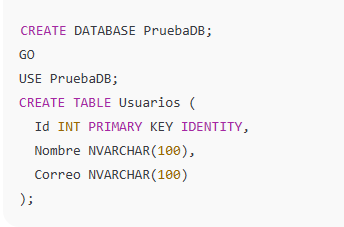 CREATE DATABASE PruebaDB;
GO
USE PruebaDB;
CREATE TABLE Usuarios (
  Id INT PRIMARY KEY IDENTITY,
  Nombre NVARCHAR(100),
  Correo NVARCHAR(100)
);